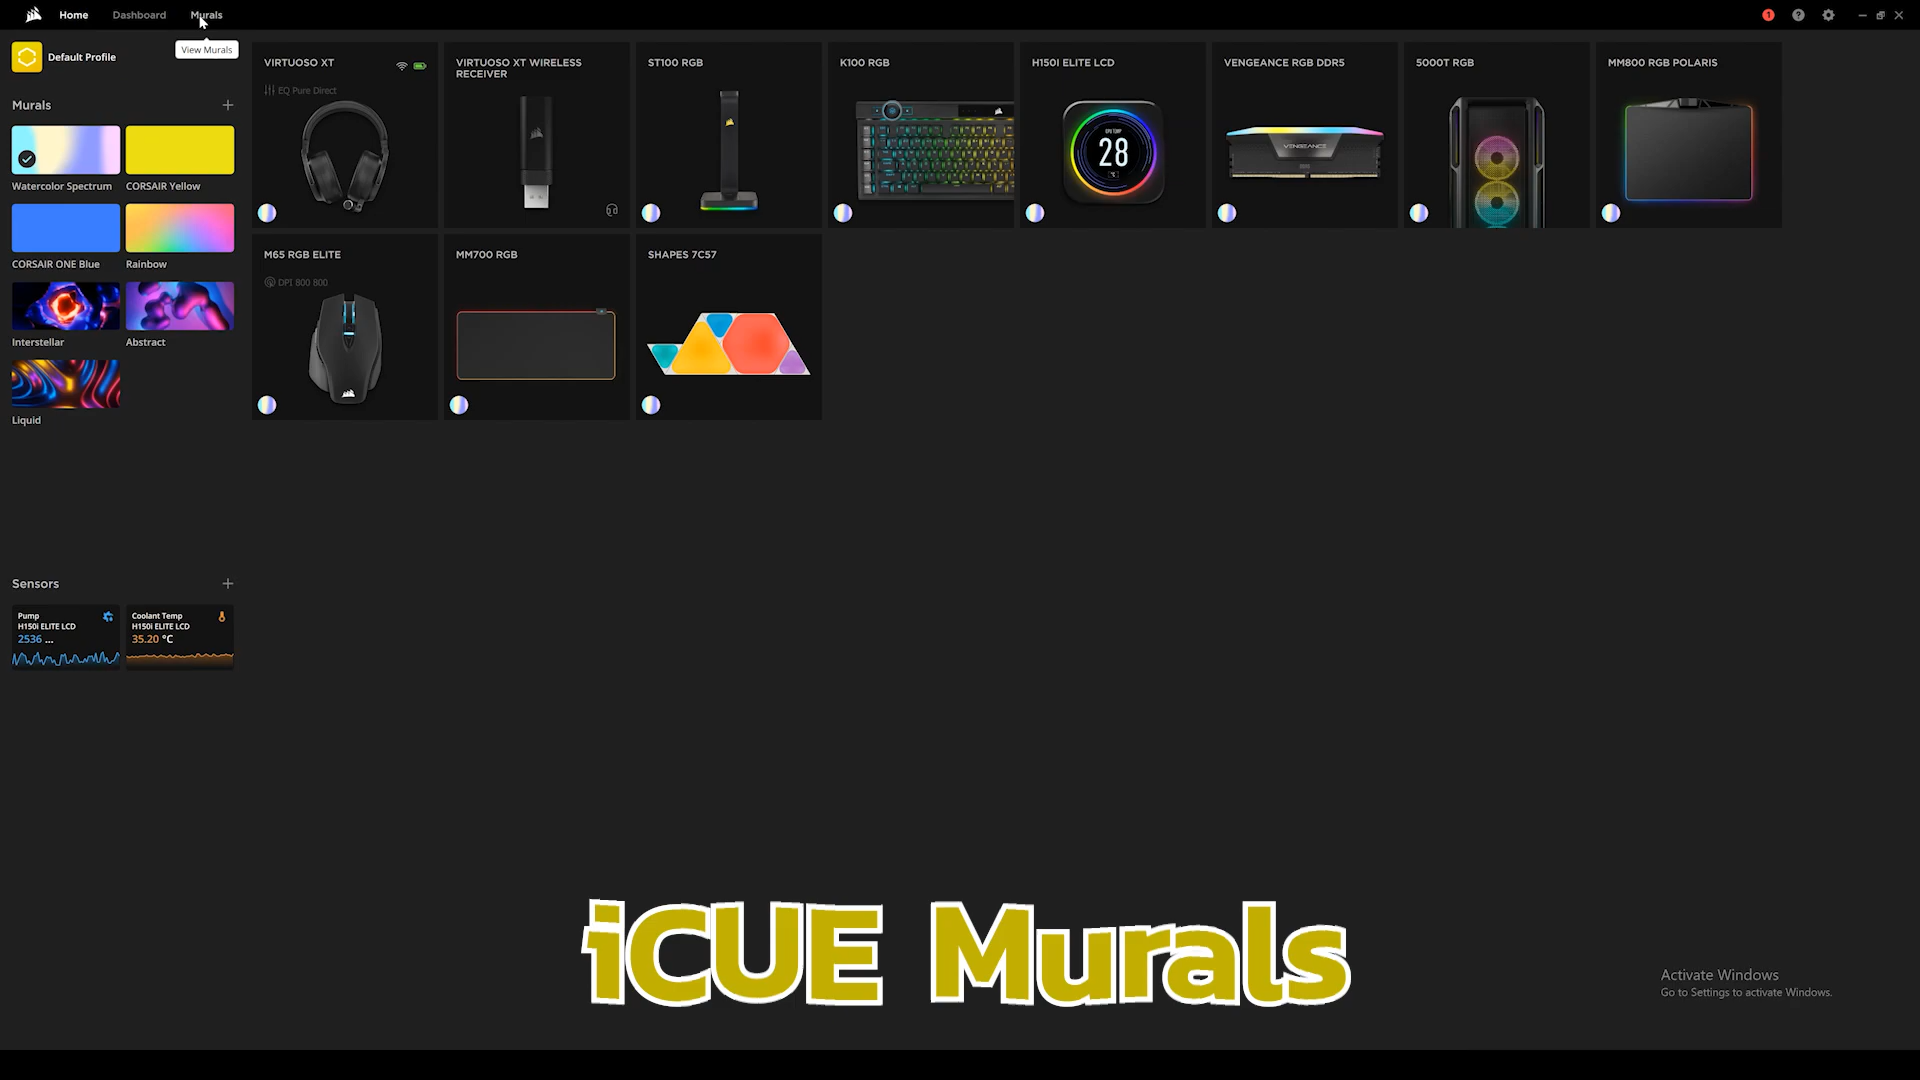 Home
Dashboard
Murals
1
View Murals
Default Profile
Murals
Watercolor Spectrum
CORSAIR Yellow
CORSAIR ONE Blue
Rainbow
Interstellar
Abstract
Liquid
Sensors
Pump
H150i ELITE LCD
2536 ...
Coolant Temp
H150i ELITE LCD
35.20 °C
VIRTUOSO XT
EQ Pure Direct
VIRTUOSO XT WIRELESS
RECEIVER
ST100 RGB
K100 RGB
H150I ELITE LCD
CPU TEMP
28
°C
VENGEANCE RGB DDR5
VENGEANCE
5000T RGB
MM800 RGB POLARIS
M65 RGB ELITE
DPI 800 800
MM700 RGB
SHAPES 7C57
iCUE Murals
Activate Windows
Go to Settings to activate Windows.